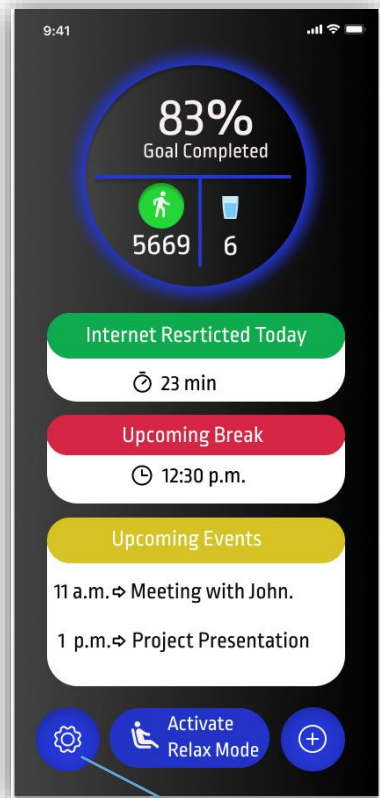 9:41
83%
Goal Completed
5669 6
Internet Resrticted Today
23 min
Upcoming Break
12:30 p.m.
Upcoming Events
11 a.m.⇨ Meeting with John.
1 p.m.⇨ Project Presentation
Activate
Relax Mode